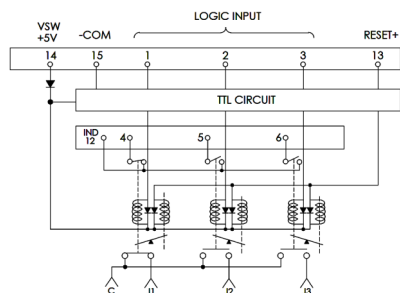 LOGIC INPUT
VSW -COM RESET+
+5V
14 15 1 2 3 13
TTL CIRCUIT
IND 4 5 6
12
C I1 I2 I3